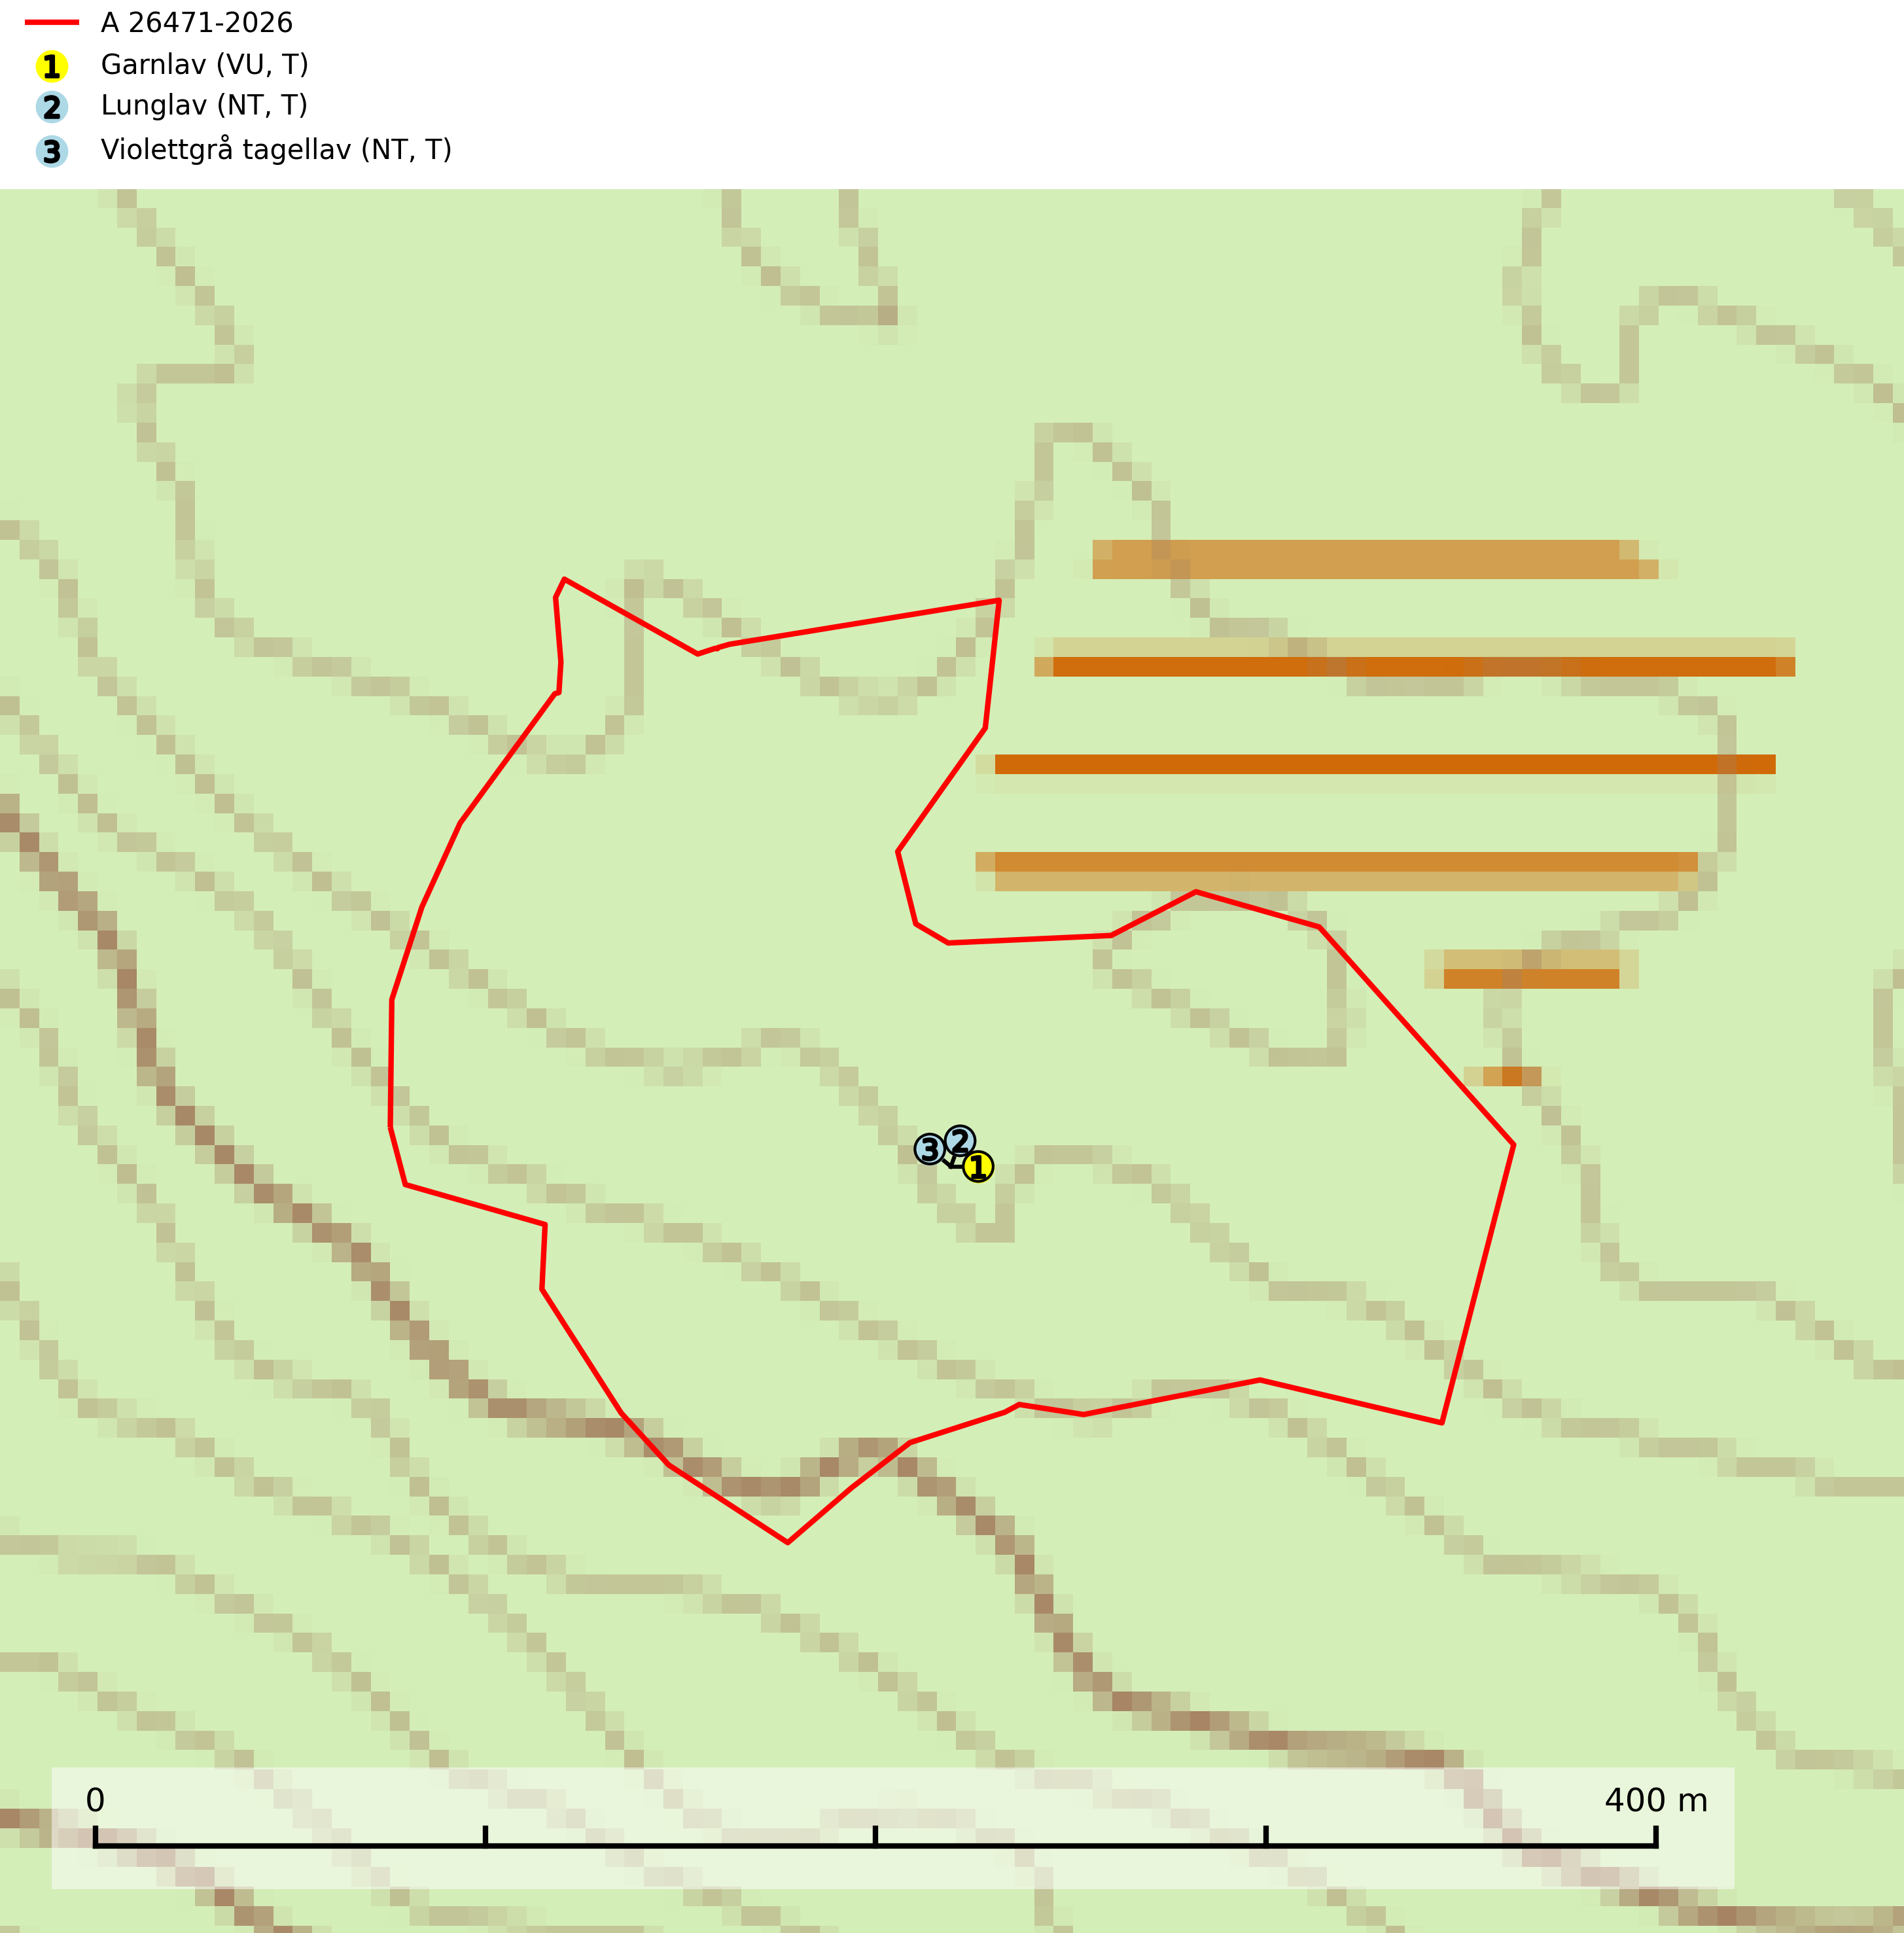 A 26471-2026
1 Garnlav (VU, T)
2 Lunglav (NT, T)
3 Violettgrå tagellav (NT, T)
3 2
1
0 400 m